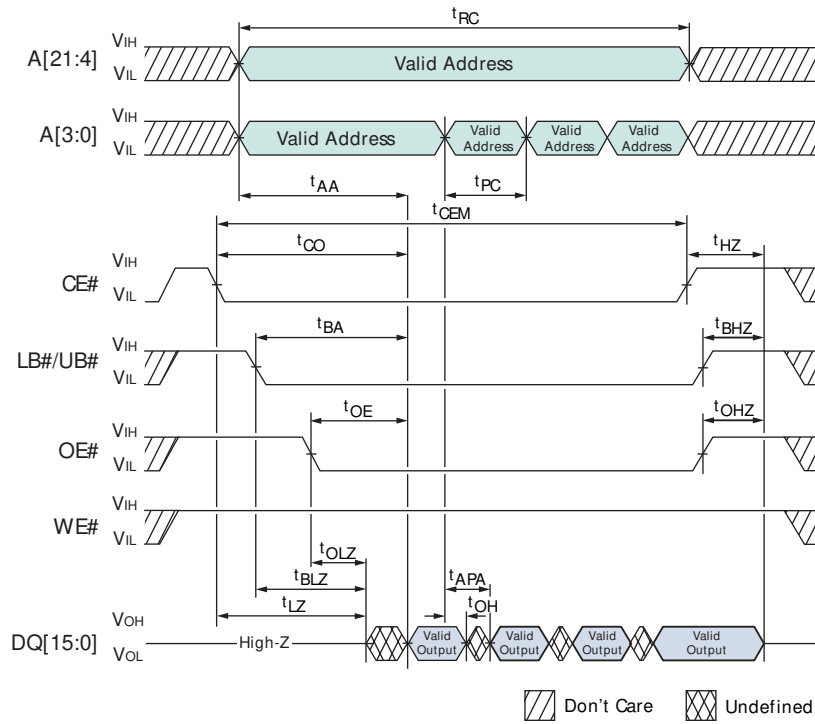 tRC
VIH
A[21:4]
Valid Address
VIL
VIH
A[3:0]
Valid Address
Valid Address
Valid Address
Valid Address
VIL
tAA
tPC
tCEM
tCO
tHZ
VIH
CE#
VIL
tBA
tBHZ
VIH
LB#/UB#
VIL
tOE
tOHZ
VIH
OE#
VIL
VIH
WE#
VIL
tOLZ
tBLZ
tAPA
tLZ
tOH
VOH
DQ[15:0]
High-Z
Valid Output
Valid Output
Valid Output
Valid Output
VOL
Don't Care
Undefined